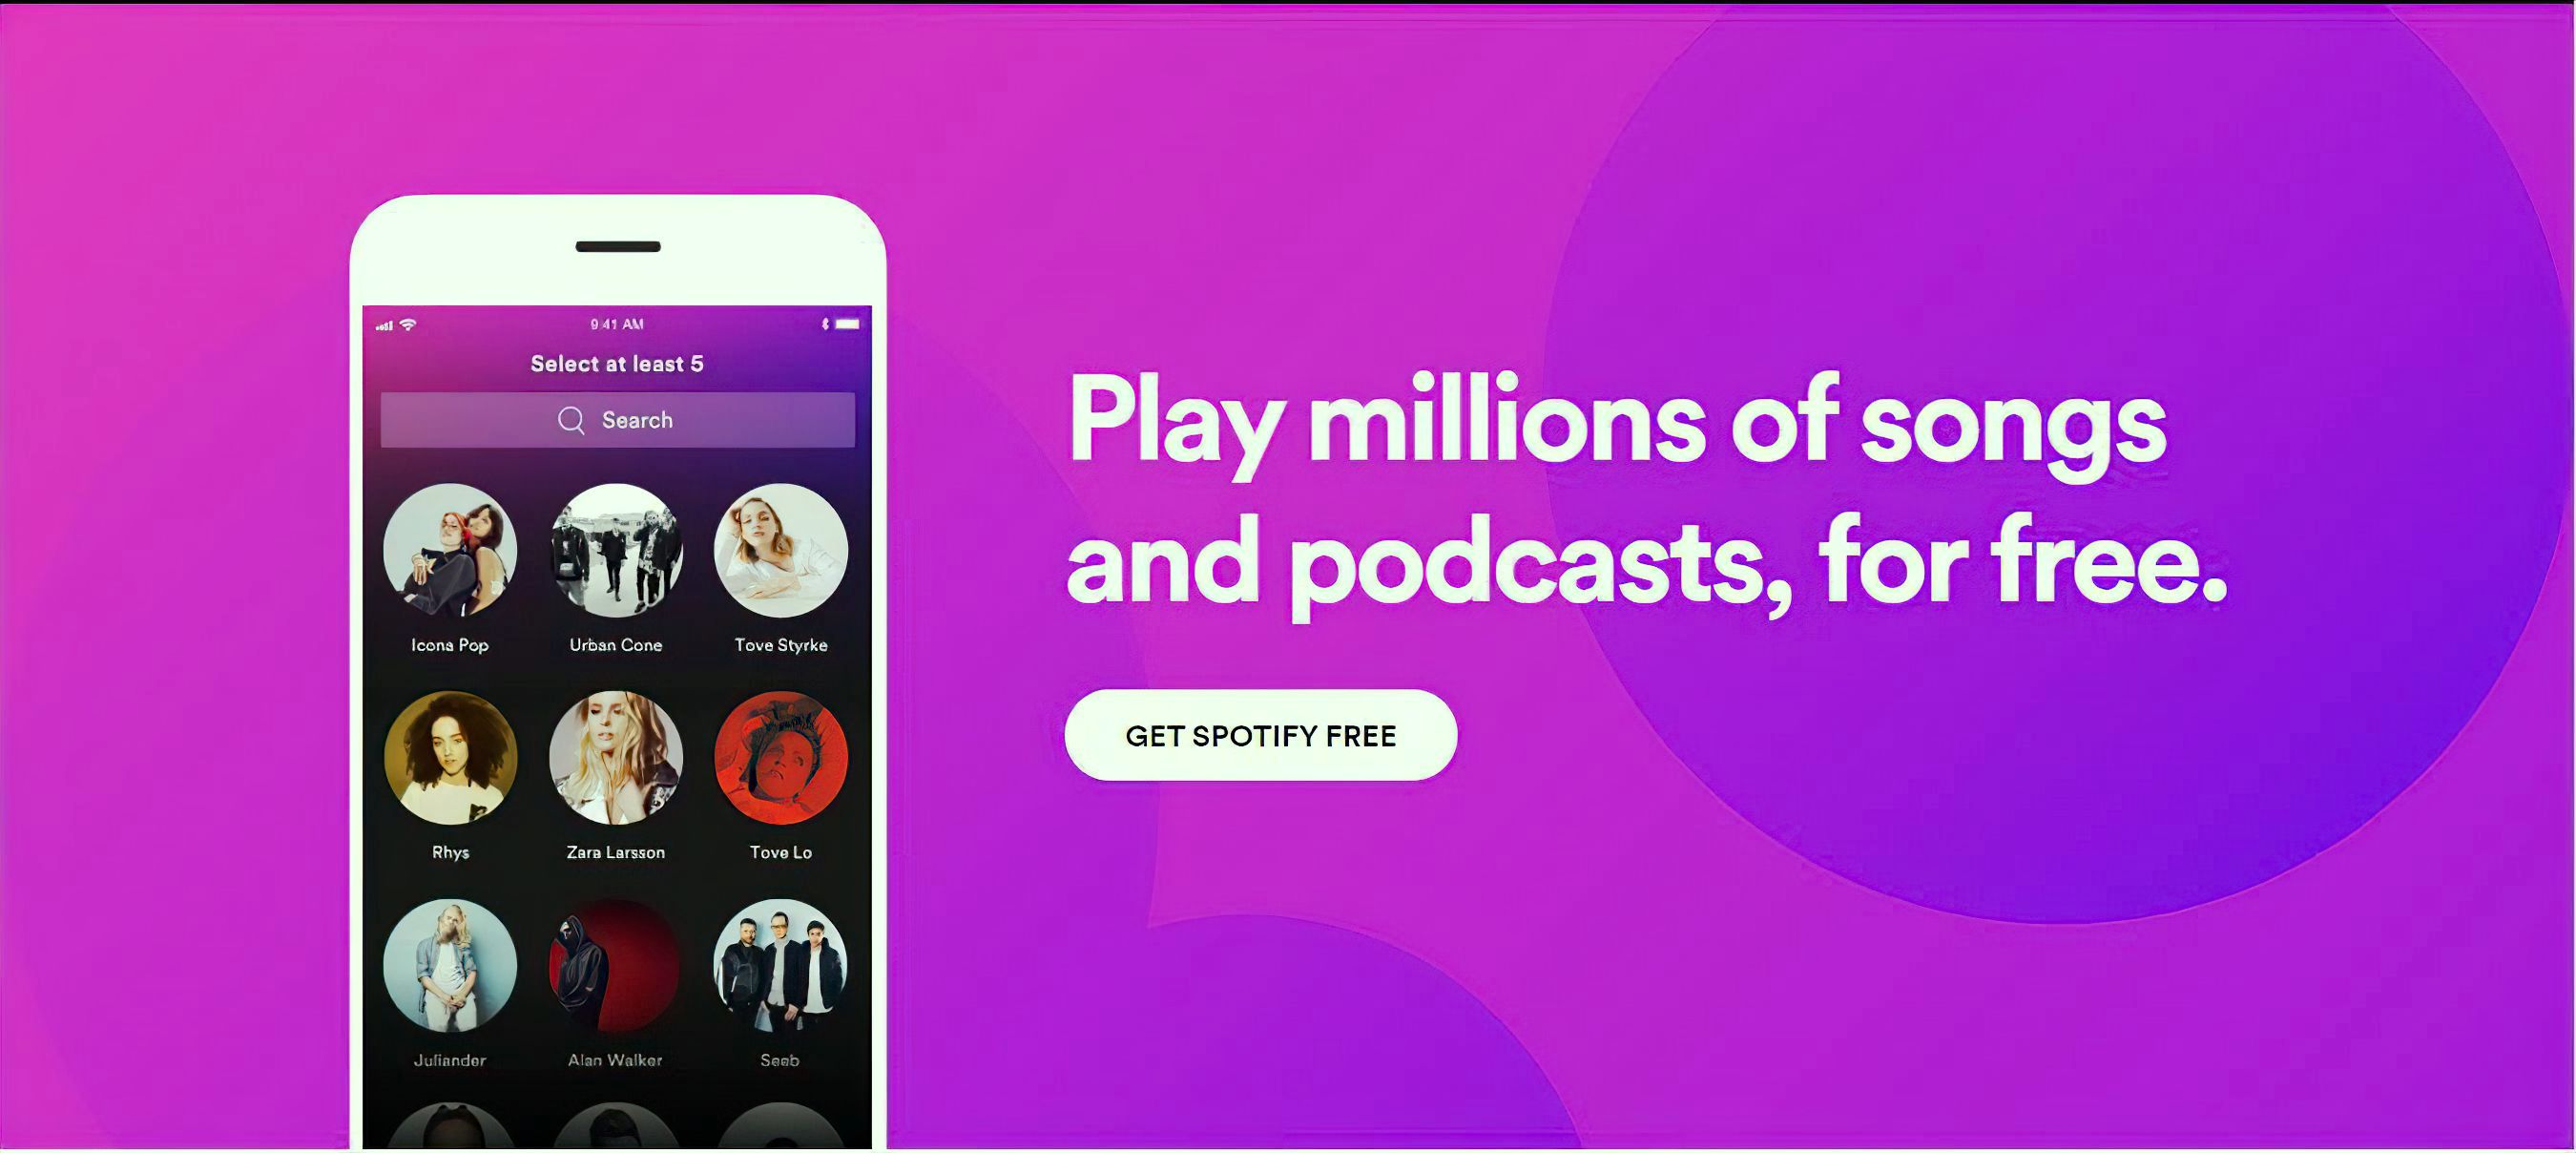 9:41 AM
Select at least 5
Search
Icona Pop
Urban Cone
Tove Styrke
Rhys
Zara Larsson
Tove Lo
Juliander
Alan Walker
Seeb
Play millions of songs
and podcasts, for free.
GET SPOTIFY FREE